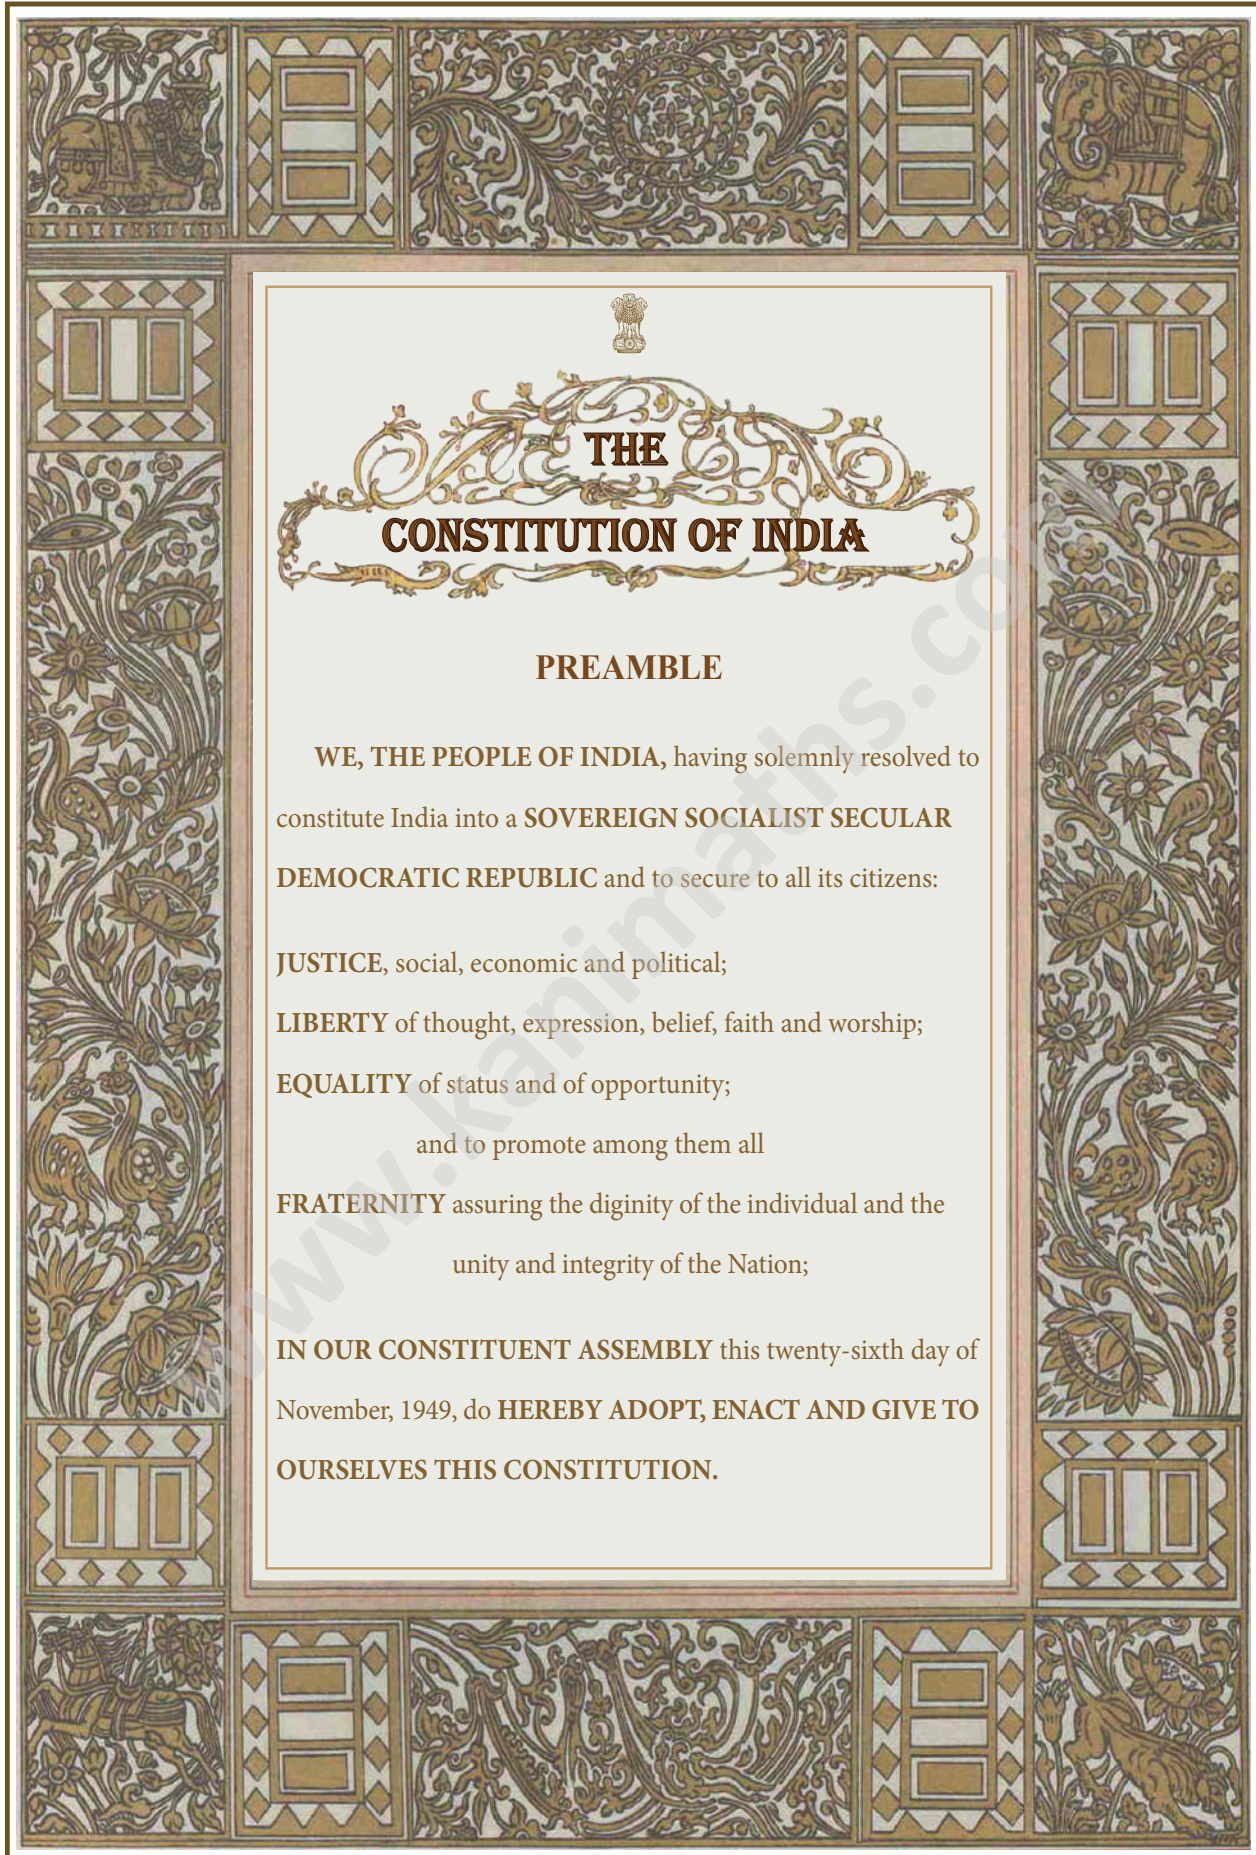 THE
CONSTITUTION OF INDIA
PREAMBLE
WE, THE PEOPLE OF INDIA, having solemnly resolved to
constitute India into a SOVEREIGN SOCIALIST SECULAR
DEMOCRATIC REPUBLIC and to secure to all its citizens:
JUSTICE, social, economic and political;
LIBERTY of thought, expression, belief, faith and worship;
EQUALITY of status and of opportunity;
and to promote among them all
FRATERNITY assuring the diginity of the individual and the
unity and integrity of the Nation;
IN OUR CONSTITUENT ASSEMBLY this twenty-sixth day of
November, 1949, do HEREBY ADOPT, ENACT AND GIVE TO
OURSELVES THIS CONSTITUTION.
www.kanimaths.com